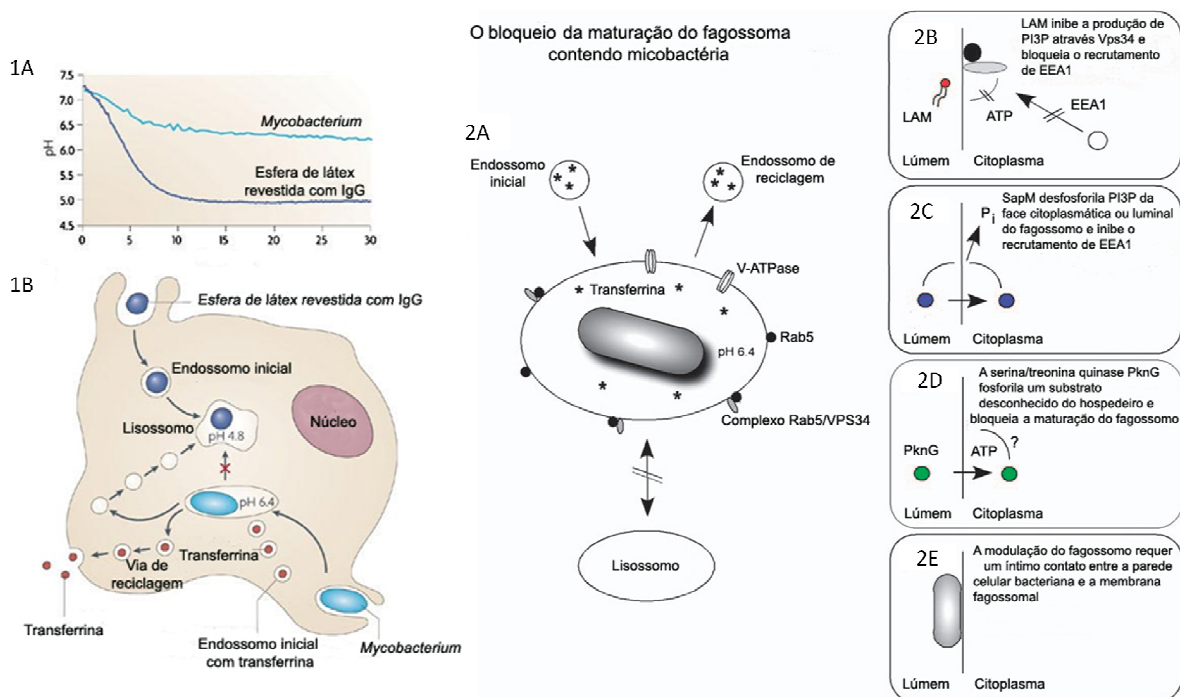 1A
7.5
7.0
6.5
6.0
5.5
5.0
4.5
pH
Mycobacterium
Esfera de látex
revestida com IgG
0
5
10
15
20
25
30
1B
Esfera de látex revestida com IgG
Endossomo inicial
Lisossomo
pH 4.8
Núcleo
pH 6.4
Transferrina
Via de
reciclagem
Transferrina
Endossomo inicial
com transferrina
Mycobacterium
O bloqueio da maturação do fagossoma
contendo micobactéria
2A
Endossomo
inicial
Endossomo de
reciclagem
V-ATPase
Transferrina
Rab5
pH 6.4
Complexo Rab5/VPS34
Lisossomo
2B
LAM inibe a produção de
PI3P através Vps34 e
bloqueia o recrutamento
de EEA1
LAM
ATP
EEA1
Lúmem
Citoplasma
2C
SapM desfosforila PI3P da
face citoplasmática ou luminal
do fagossomo e inibe o
recrutamento de EEA1
Pi
Lúmem
Citoplasma
2D
A serina/treonina quinase PknG
fosforila um substrato
desconhecido do hospedeiro e
bloqueia a maturação do fagossomo
PknG
ATP
?
Lúmem
Citoplasma
2E
A modulação do fagossomo requer
um íntimo contato entre a parede
celular bacteriana e a membrana
fagossomal
Lúmem
Citoplasma